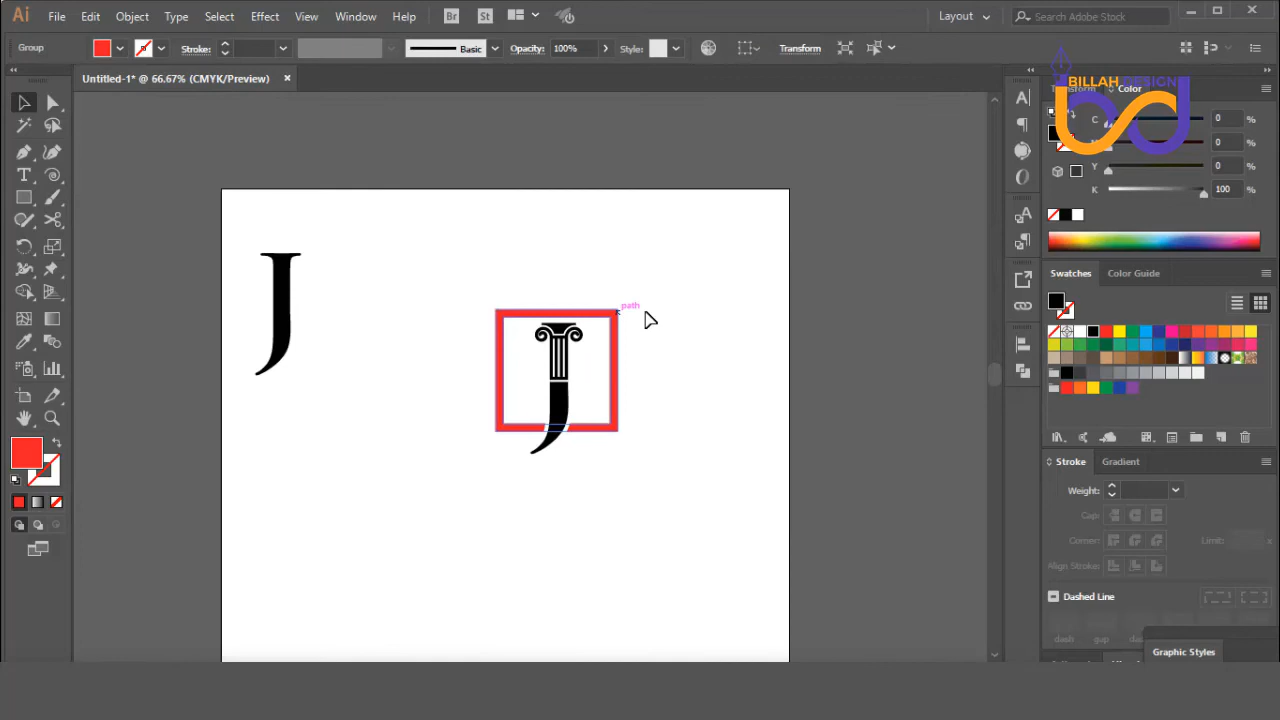 Ai File Edit Object Type Select Effect View Window Help Br St Layout Search Adobe Stock
Group Stroke: Basic Opacity: 100% Style: Transform
Untitled-1* @ 66.67% (CMYK/Preview) ×
BILLAH DESIGN
Transform Color
C 0 %
0 %
Y 0 %
K 100 %
J
path
J
Swatches Color Guide
Stroke Gradient
Weight:
Cap:
Corner: Limit: x
Align Stroke:
Dashed Line
dash gap
Graphic Styles